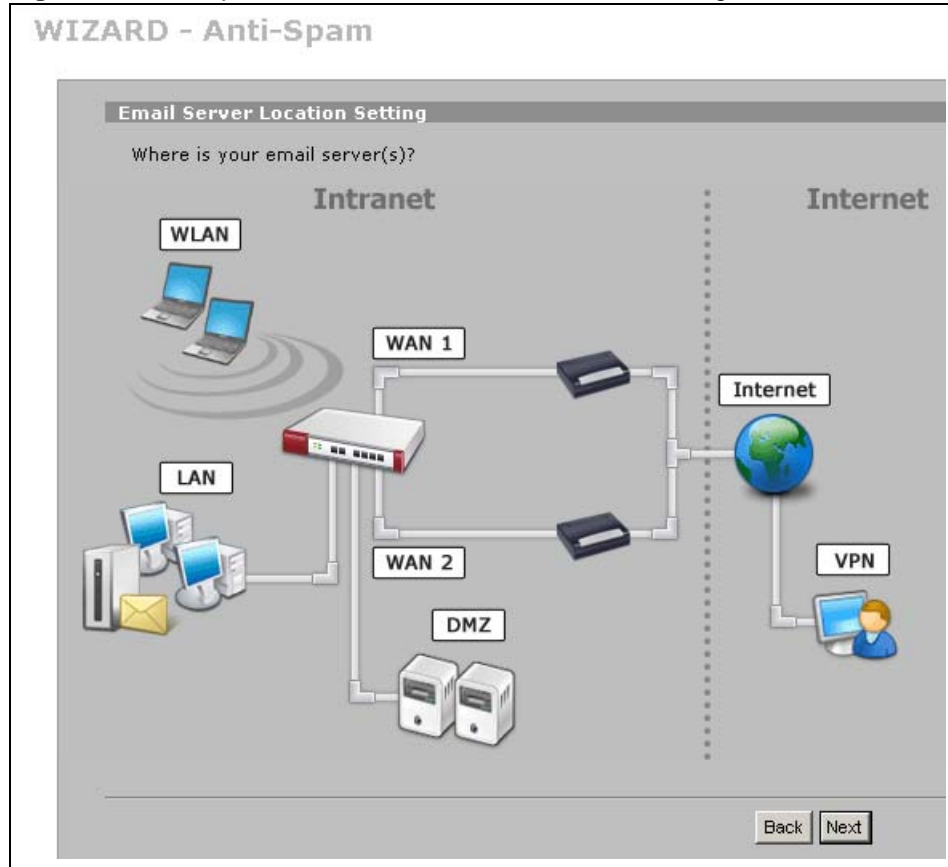 WIZARD - Anti-Spam
Email Server Location Setting
Where is your email server(s)?
Intranet
Internet
WLAN
WAN 1
Internet
LAN
WAN 2
VPN
DMZ
Back
Next